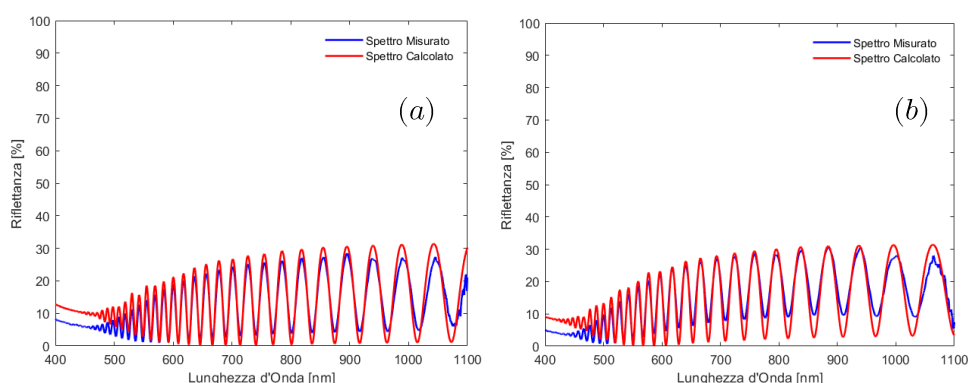 100
90
80
70
60
50
40
30
20
10
0
Riflettanza [%]
Spettro Misurato
Spettro Calcolato
(a)
400 500 600 700 800 900 1000 1100
Lunghezza d'Onda [nm]
100
90
80
70
60
50
40
30
20
10
0
Riflettanza [%]
Spettro Misurato
Spettro Calcolato
(b)
400 500 600 700 800 900 1000 1100
Lunghezza d'Onda [nm]